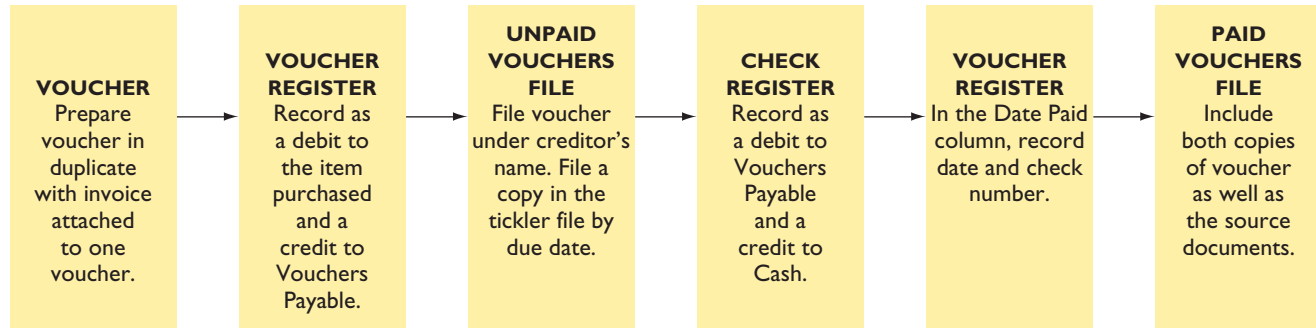 VOUCHER
Prepare
voucher in
duplicate
with invoice
attached
to one
voucher.
VOUCHER
REGISTER
Record as
a debit to
the item
purchased
and a
credit to
Vouchers
Payable.
UNPAID
VOUCHERS
FILE
File voucher
under creditor’s
name. File a
copy in the
tickler file by
due date.
CHECK
REGISTER
Record as
a debit to
Vouchers
Payable
and a
credit to
Cash.
VOUCHER
REGISTER
In the Date Paid
column, record
date and check
number.
PAID
VOUCHERS
FILE
Include
both copies
of voucher
as well as
the source
documents.